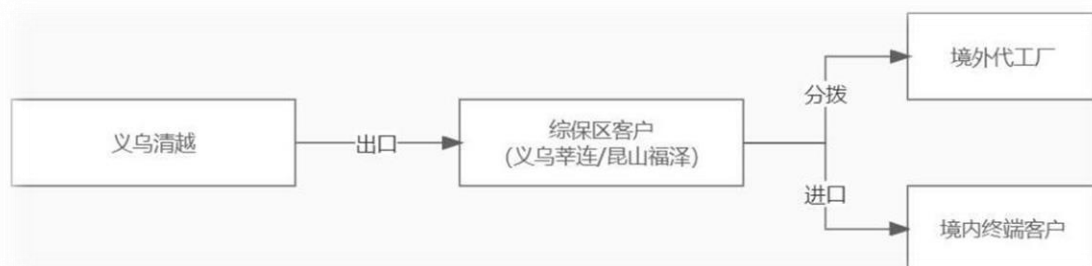 义乌清越
出口
综保区客户
(义乌莘连/昆山福泽)
分拨
境外代工厂
进口
境内终端客户